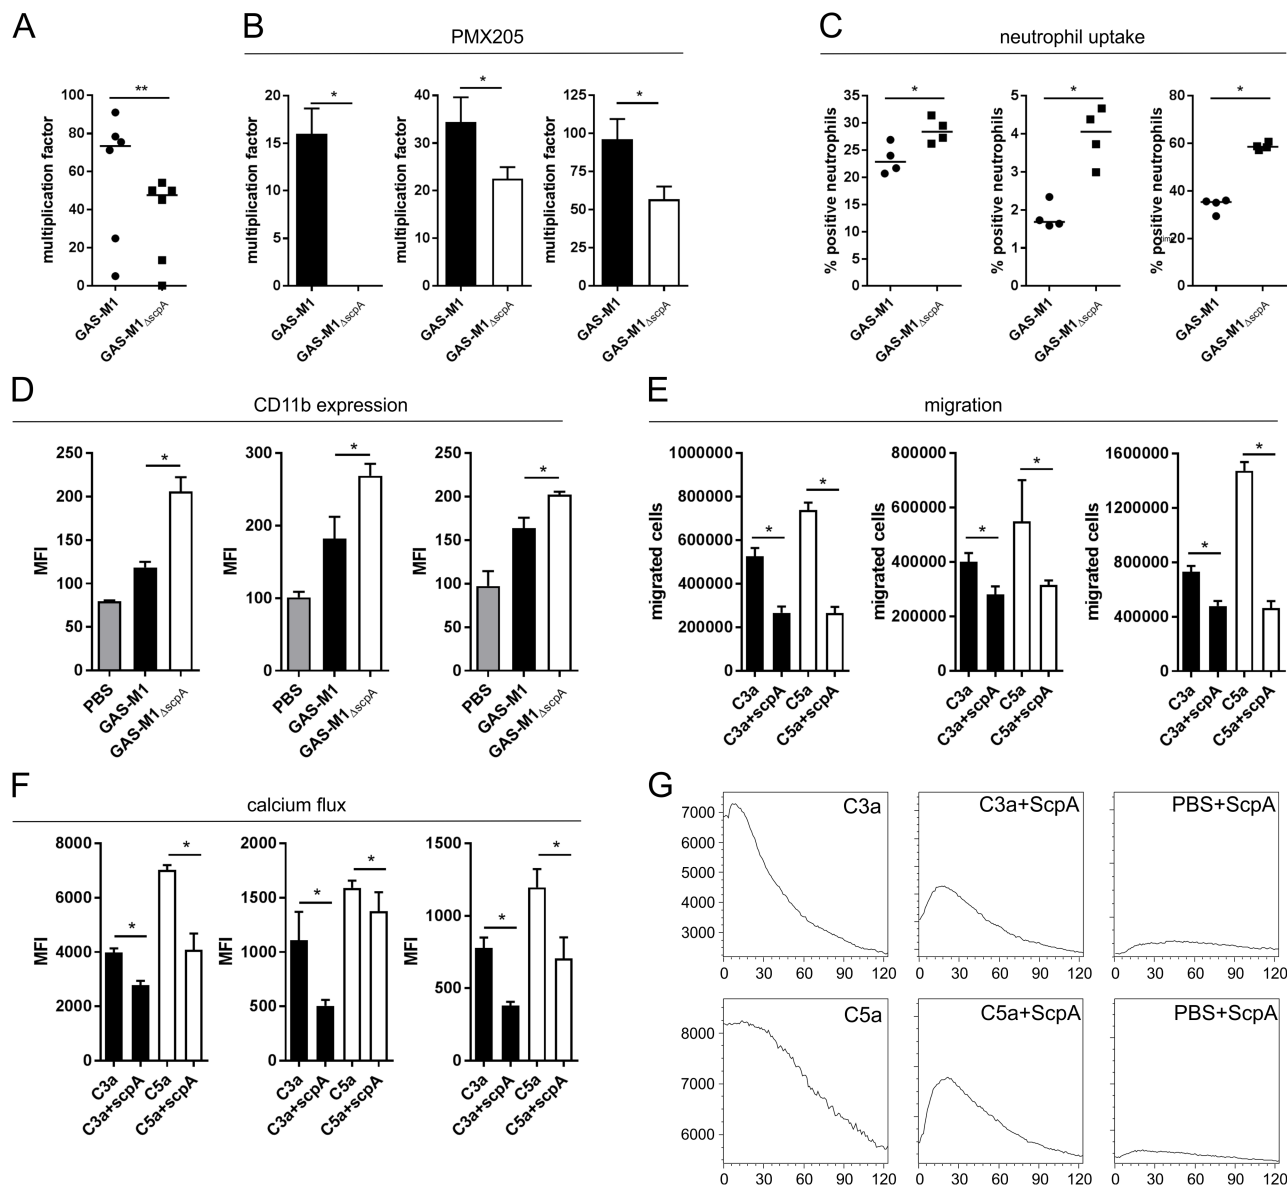 A
multiplication factor
100
80
60
40
20
0
**
GAS-M1
GAS-M1ΔscpA
B
PMX205
multiplication factor
20
15
10
5
0
*
GAS-M1
GAS-M1ΔscpA
multiplication factor
40
30
20
10
0
*
GAS-M1
GAS-M1ΔscpA
multiplication factor
125
100
75
50
25
0
*
GAS-M1
GAS-M1ΔscpA
C
neutrophil uptake
% positive neutrophils
35
30
25
20
15
10
5
0
*
GAS-M1
GAS-M1ΔscpA
% positive neutrophils
5
4
3
2
1
0
*
GAS-M1
GAS-M1ΔscpA
% positive neutrophils
80
60
40
20
0
*
GAS-M1
GAS-M1ΔscpA
D
CD11b expression
MFI
250
200
150
100
50
0
*
PBS
GAS-M1
GAS-M1ΔscpA
MFI
300
200
100
0
*
PBS
GAS-M1
GAS-M1ΔscpA
MFI
250
200
150
100
50
0
*
PBS
GAS-M1
GAS-M1ΔscpA
E
migration
migrated cells
1000000
800000
600000
400000
200000
0
*
*
C3a
C3a+scpA
C5a
C5a+scpA
migrated cells
800000
600000
400000
200000
0
*
*
C3a
C3a+scpA
C5a
C5a+scpA
migrated cells
1600000
1200000
800000
400000
0
*
*
C3a
C3a+scpA
C5a
C5a+scpA
F
calcium flux
MFI
8000
6000
4000
2000
0
*
*
C3a
C3a+scpA
C5a
C5a+scpA
MFI
2000
1500
1000
500
0
*
*
C3a
C3a+scpA
C5a
C5a+scpA
MFI
1500
1000
500
0
*
*
C3a
C3a+scpA
C5a
C5a+scpA
G
C3a
7000
6000
5000
4000
3000
0 30 60 90 120
C3a+ScpA
0 30 60 90 120
PBS+ScpA
0 30 60 90 120
C5a
8000
7000
6000
0 30 60 90 120
C5a+ScpA
0 30 60 90 120
PBS+ScpA
0 30 60 90 120